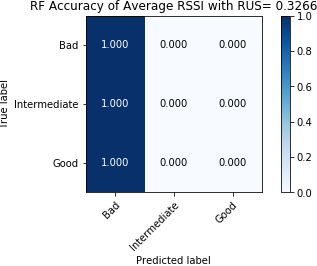 RF Accuracy of Average RSSI with RUS= 0.3266
True label
Bad 1.000 0.000 0.000
Intermediate 1.000 0.000 0.000
Good 1.000 0.000 0.000
Bad
Intermediate
Good
Predicted label
1.0
0.8
0.6
0.4
0.2
0.0